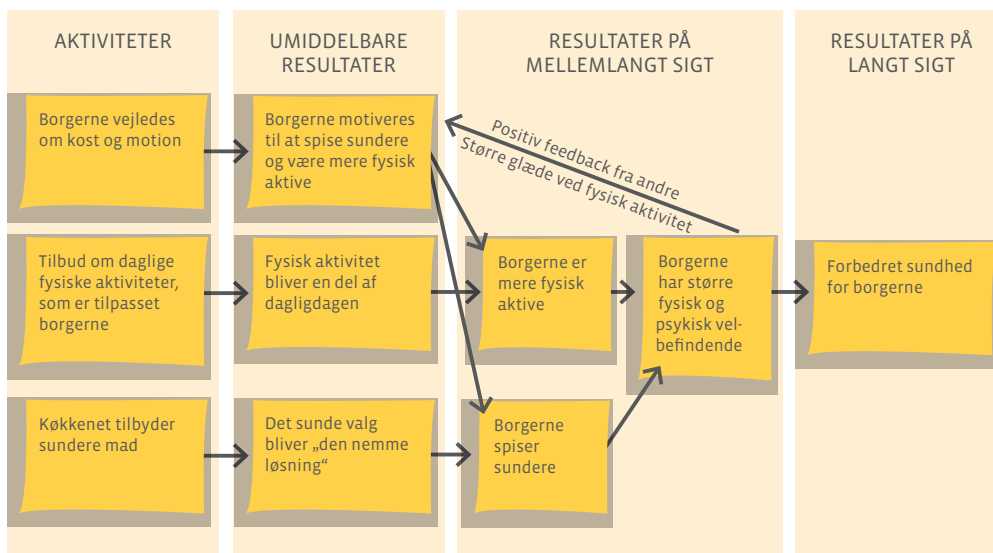 AKTIVITETER
UMIDDELBARE
RESULTATER
RESULTATER PÅ
MELLEMLANGT SIGT
RESULTATER PÅ
LANGT SIGT
Borgerne vejledes
om kost og motion
Borgerne motiveres
til at spise sundere
og være mere fysisk
aktive
Positiv feedback fra andre
Større glæde ved fysisk aktivitet
Tilbud om daglige
fysiske aktiviteter,
som er tilpasset
borgerne
Fysisk aktivitet
bliver en del af
dagligdagen
Borgerne er
mere fysisk
aktive
Borgerne
har større
fysisk og
psykisk vel-
befindende
Forbedret sundhed
for borgerne
Køkkenet tilbyder
sundere mad
Det sunde valg
bliver „den nemme
løsning“
Borgerne
spiser
sundere